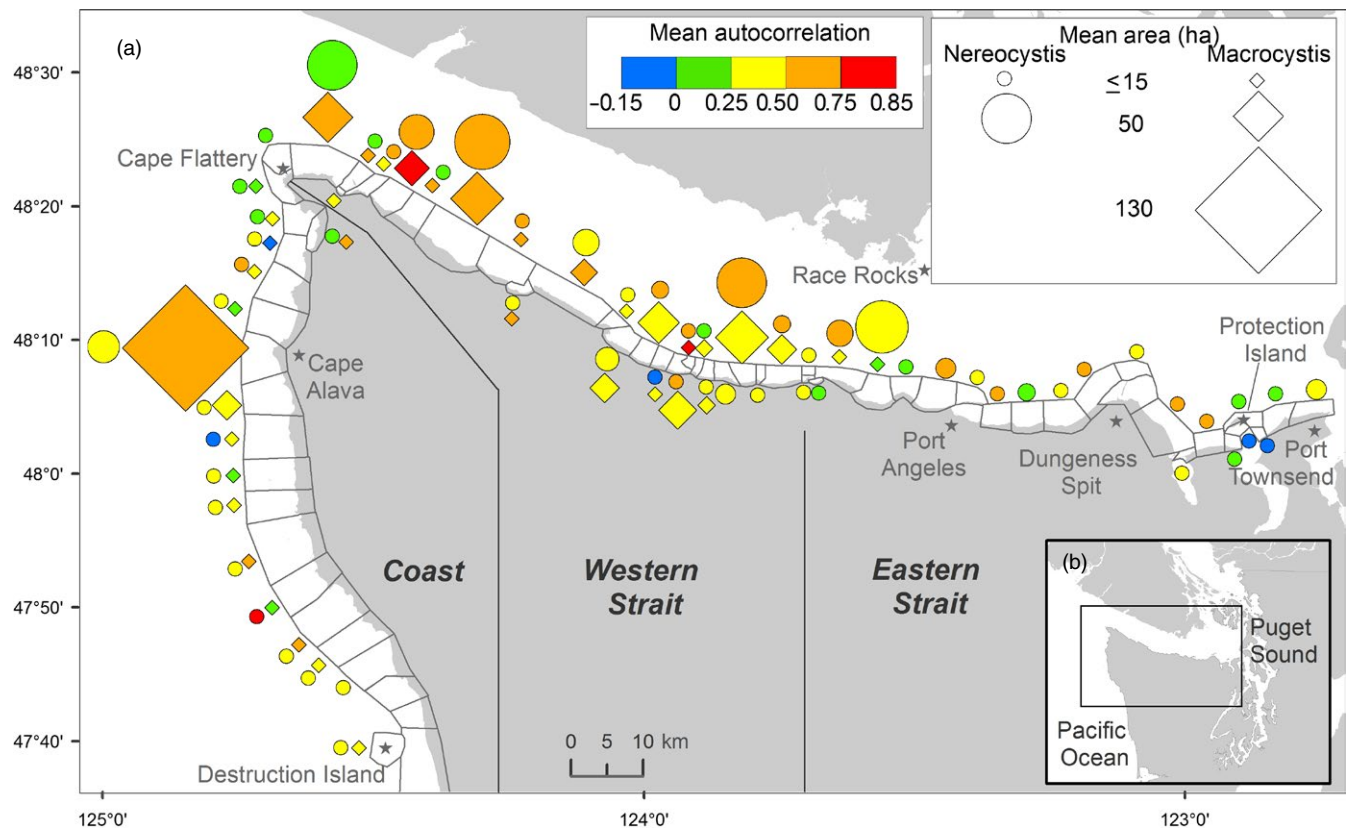 (a)
Mean autocorrelation
−0.15 0 0.25 0.50 0.75 0.85
Mean area (ha)
Nereocystis Macrocystis
≤15
50
130
48°30'
48°20'
48°10'
48°0'
47°50'
47°40'
Cape Flattery
Race Rocks
Cape
Alava
Protection
Island
Port
Angeles
Dungeness
Spit
Port
Townsend
Coast
Western
Strait
Eastern
Strait
Destruction Island
0 5 10 km
(b)
Puget
Sound
Pacific
Ocean
125°0' 124°0' 123°0'